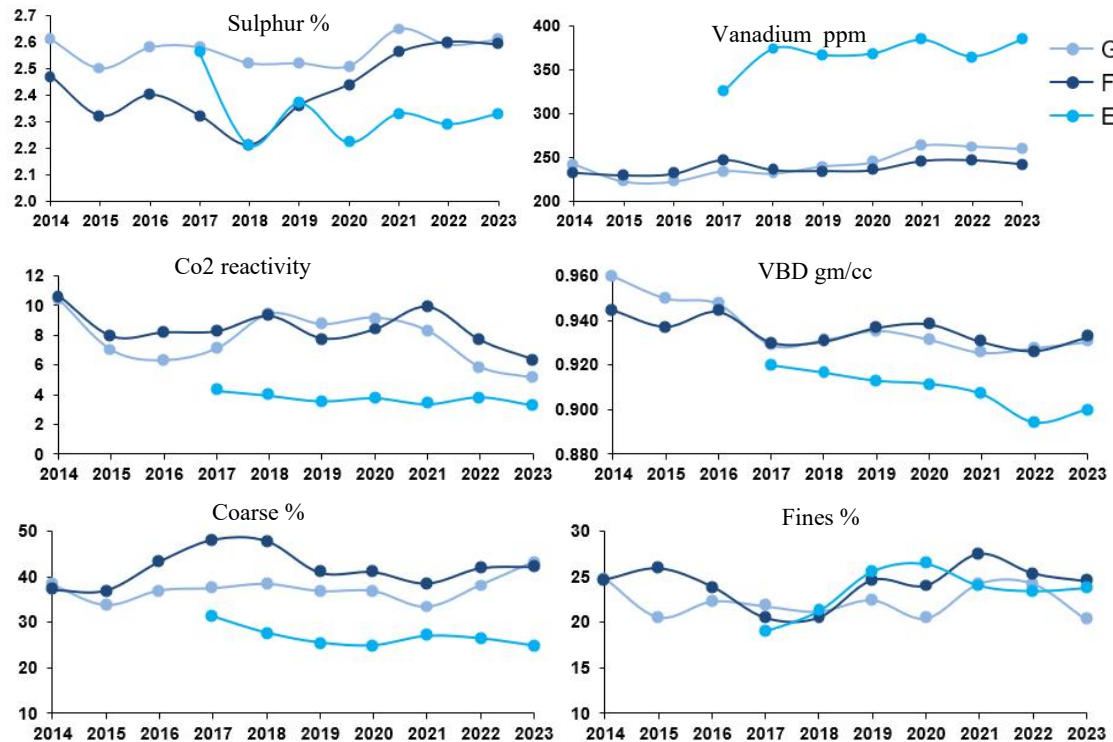 Sulphur %
2.7
2.6
2.5
2.4
2.3
2.2
2.1
2.0
2014 2015 2016 2017 2018 2019 2020 2021 2022 2023
Vanadium ppm
400
350
300
250
200
2014 2015 2016 2017 2018 2019 2020 2021 2022 2023
G
F
E
Co2 reactivity
12
10
8
6
4
2
0
2014 2015 2016 2017 2018 2019 2020 2021 2022 2023
VBD gm/cc
0.960
0.940
0.920
0.900
0.880
2014 2015 2016 2017 2018 2019 2020 2021 2022 2023
Coarse %
50
40
30
20
10
2014 2015 2016 2017 2018 2019 2020 2021 2022 2023
Fines %
30
25
20
15
10
2014 2015 2016 2017 2018 2019 2020 2021 2022 2023